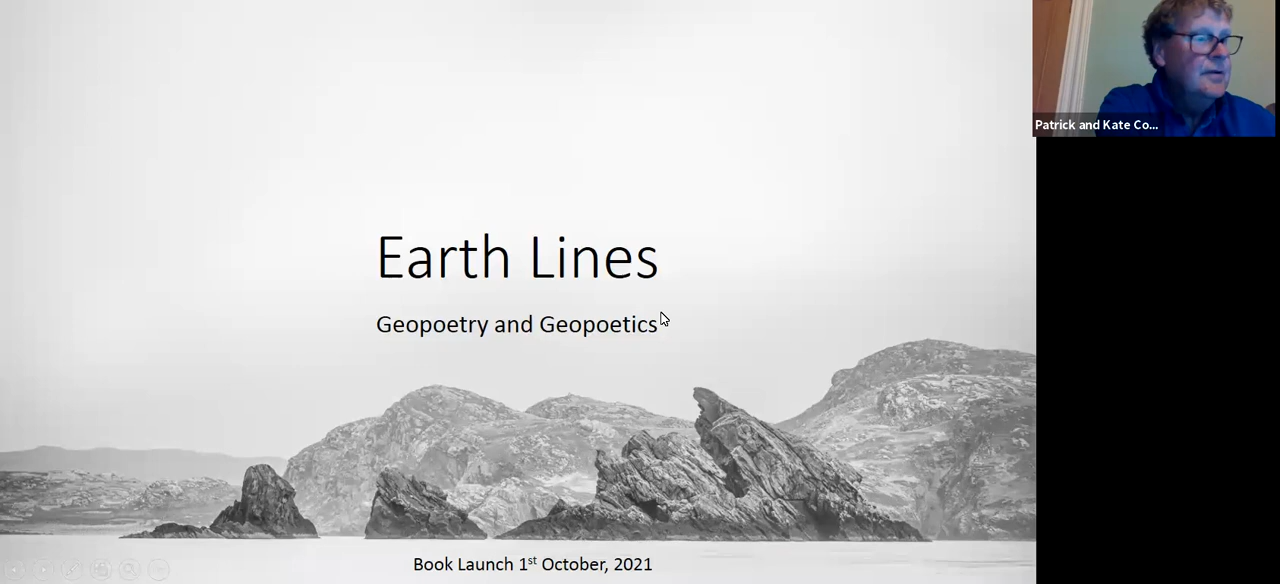 Patrick and Kate Co...
Earth Lines
Geopoetry and Geopoetics
Book Launch 1st October, 2021